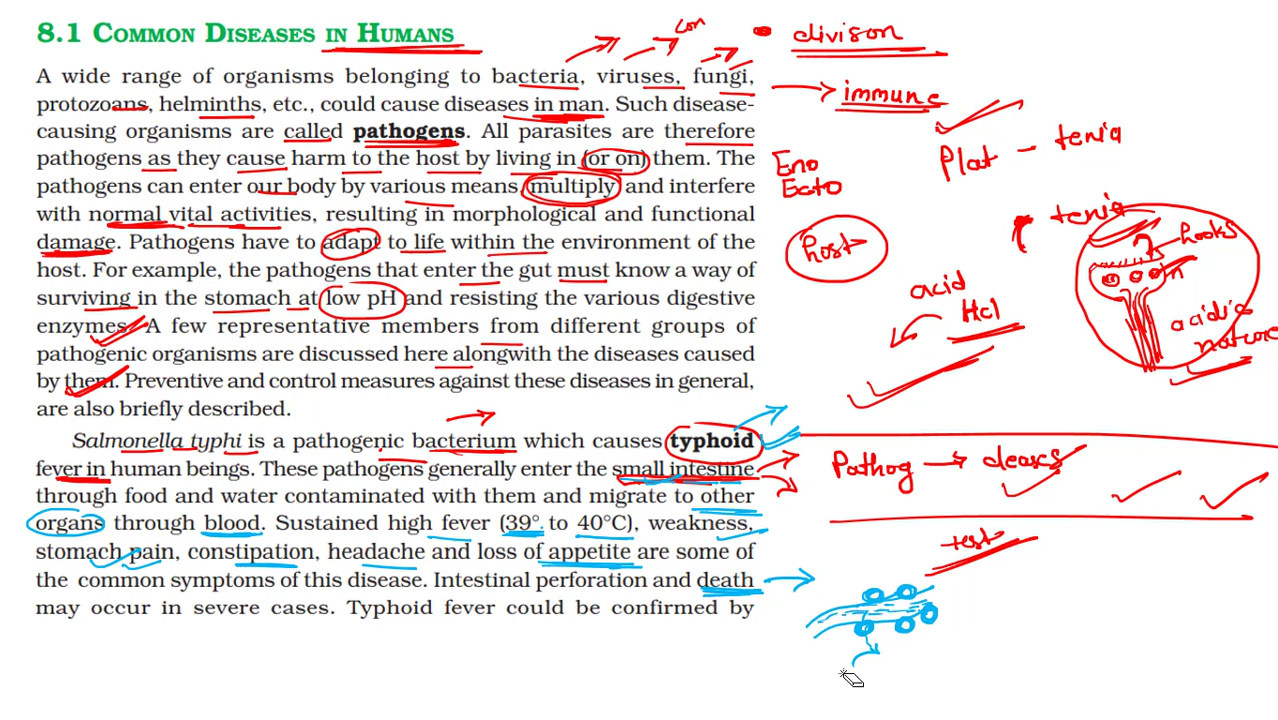 8.1 COMMON DISEASES IN HUMANS
A wide range of organisms belonging to bacteria, viruses, fungi,
protozoans, helminths, etc., could cause diseases in man. Such disease-
causing organisms are called pathogens. All parasites are therefore
pathogens as they cause harm to the host by living in (or on) them. The
pathogens can enter our body by various means, multiply and interfere
with normal vital activities, resulting in morphological and functional
damage. Pathogens have to adapt to life within the environment of the
host. For example, the pathogens that enter the gut must know a way of
surviving in the stomach at low pH and resisting the various digestive
enzymes. A few representative members from different groups of
pathogenic organisms are discussed here alongwith the diseases caused
by them. Preventive and control measures against these diseases in general,
are also briefly described.
Salmonella typhi is a pathogenic bacterium which causes typhoid
fever in human beings. These pathogens generally enter the small intestine
through food and water contaminated with them and migrate to other
organs through blood. Sustained high fever (39° to 40°C), weakness,
stomach pain, constipation, headache and loss of appetite are some of
the common symptoms of this disease. Intestinal perforation and death
may occur in severe cases. Typhoid fever could be confirmed by
con
divison
immune
Plat - tenia
Eno
Ecto
host
tenia
hooks
acid
Hcl
acidic
nature
Pathog
test